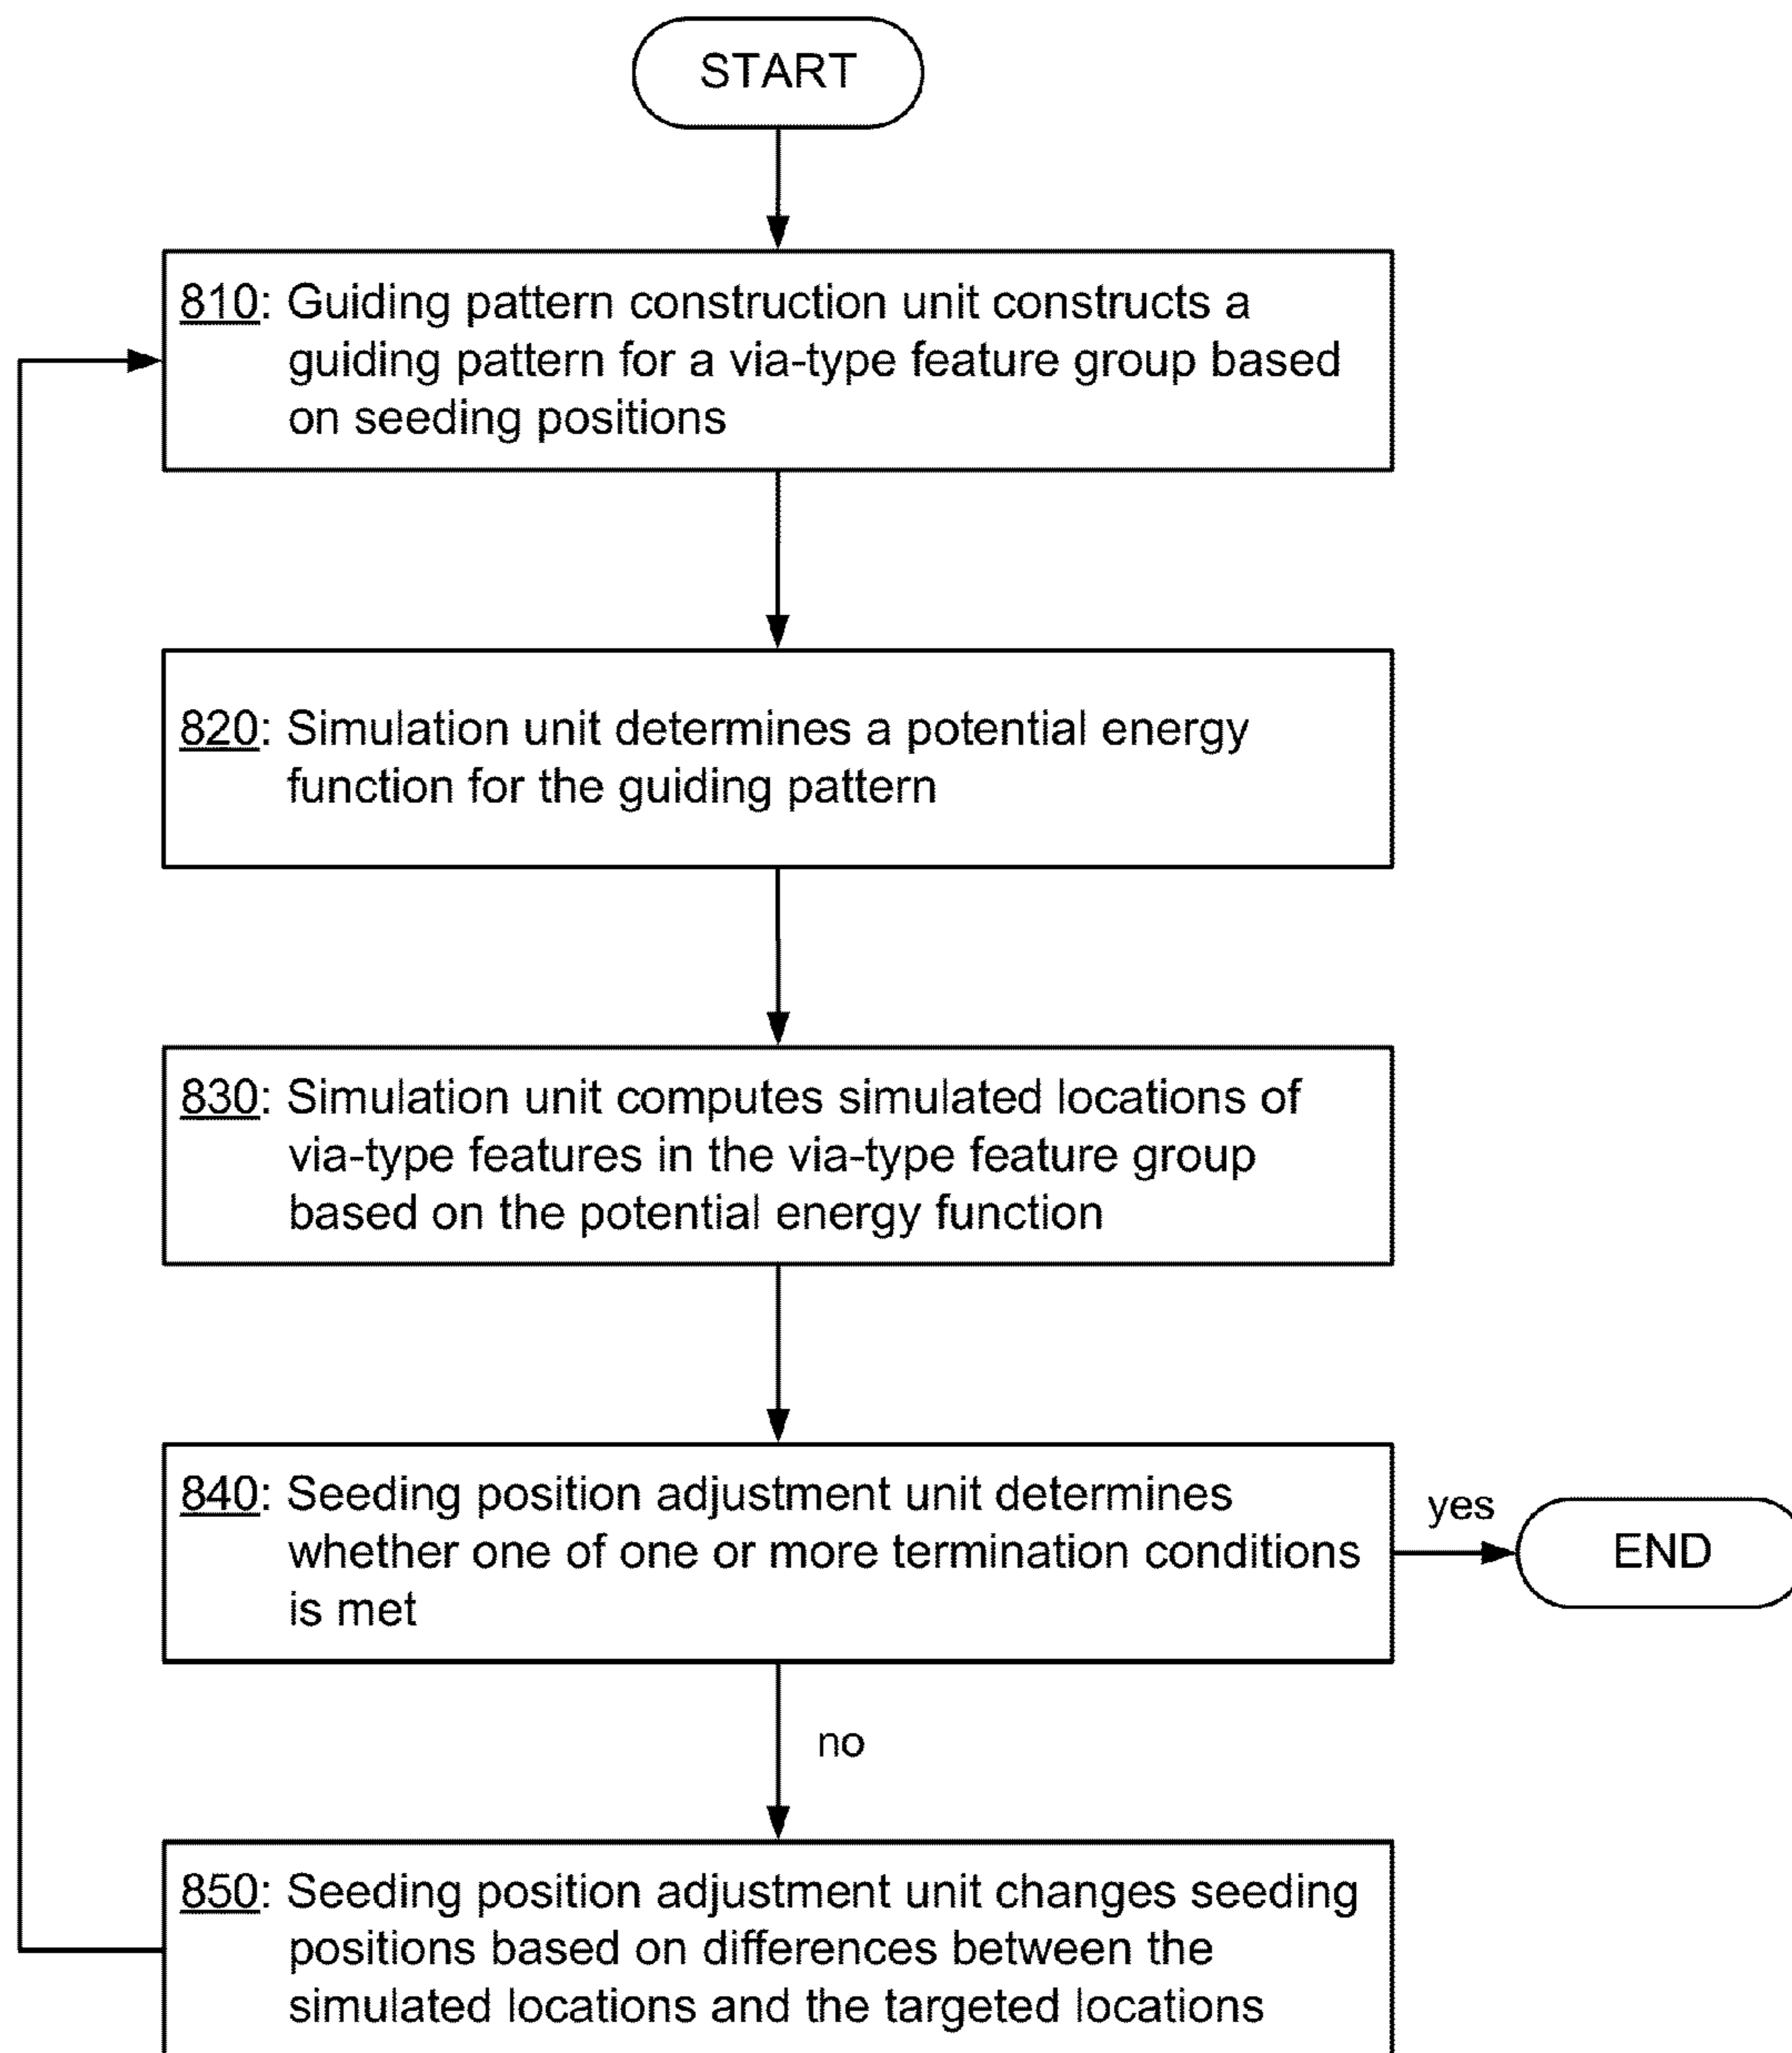 START
810: Guiding pattern construction unit constructs a
guiding pattern for a via-type feature group based
on seeding positions
820: Simulation unit determines a potential energy
function for the guiding pattern
830: Simulation unit computes simulated locations of
via-type features in the via-type feature group
based on the potential energy function
840: Seeding position adjustment unit determines
whether one of one or more termination conditions
is met
yes
END
no
850: Seeding position adjustment unit changes seeding
positions based on differences between the
simulated locations and the targeted locations